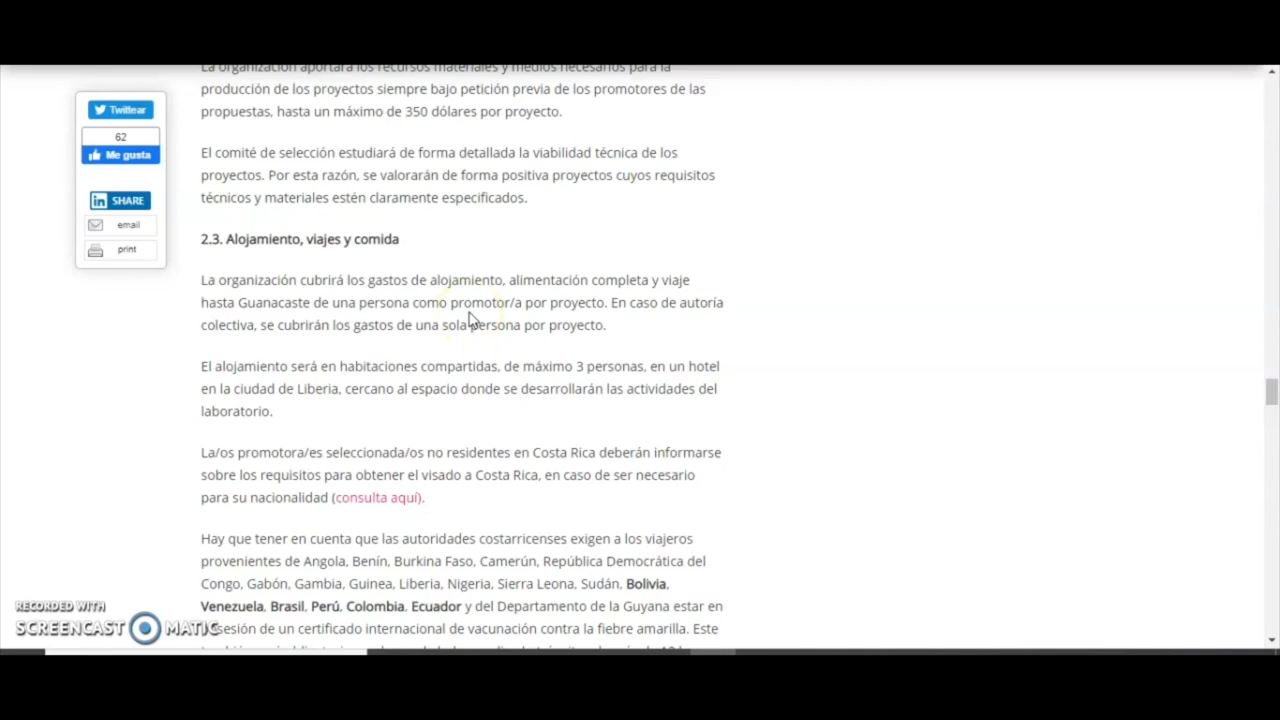 La organización aportará los recursos materiales y medios necesarios para la
producción de los proyectos siempre bajo petición previa de los promotores de las
propuestas, hasta un máximo de 350 dólares por proyecto.
Twittear
62
Me gusta
in SHARE
email
print
El comité de selección estudiará de forma detallada la viabilidad técnica de los
proyectos. Por esta razón, se valorarán de forma positiva proyectos cuyos requisitos
técnicos y materiales estén claramente especificados.
2.3. Alojamiento, viajes y comida
La organización cubrirá los gastos de alojamiento, alimentación completa y viaje
hasta Guanacaste de una persona como promotor/a por proyecto. En caso de autoría
colectiva, se cubrirán los gastos de una sola persona por proyecto.
El alojamiento será en habitaciones compartidas, de máximo 3 personas, en un hotel
en la ciudad de Liberia, cercano al espacio donde se desarrollarán las actividades del
laboratorio.
La/os promotora/es seleccionada/os no residentes en Costa Rica deberán informarse
sobre los requisitos para obtener el visado a Costa Rica, en caso de ser necesario
para su nacionalidad (consulta aquí).
Hay que tener en cuenta que las autoridades costarricenses exigen a los viajeros
provenientes de Angola, Benín, Burkina Faso, Camerún, República Democrática del
Congo, Gabón, Gambia, Guinea, Liberia, Nigeria, Sierra Leona, Sudán, Bolivia,
Venezuela, Brasil, Perú, Colombia, Ecuador y del Departamento de la Guyana estar en
sesión de un certificado internacional de vacunación contra la fiebre amarilla. Este
RECORDED WITH
SCREENCAST MATIC